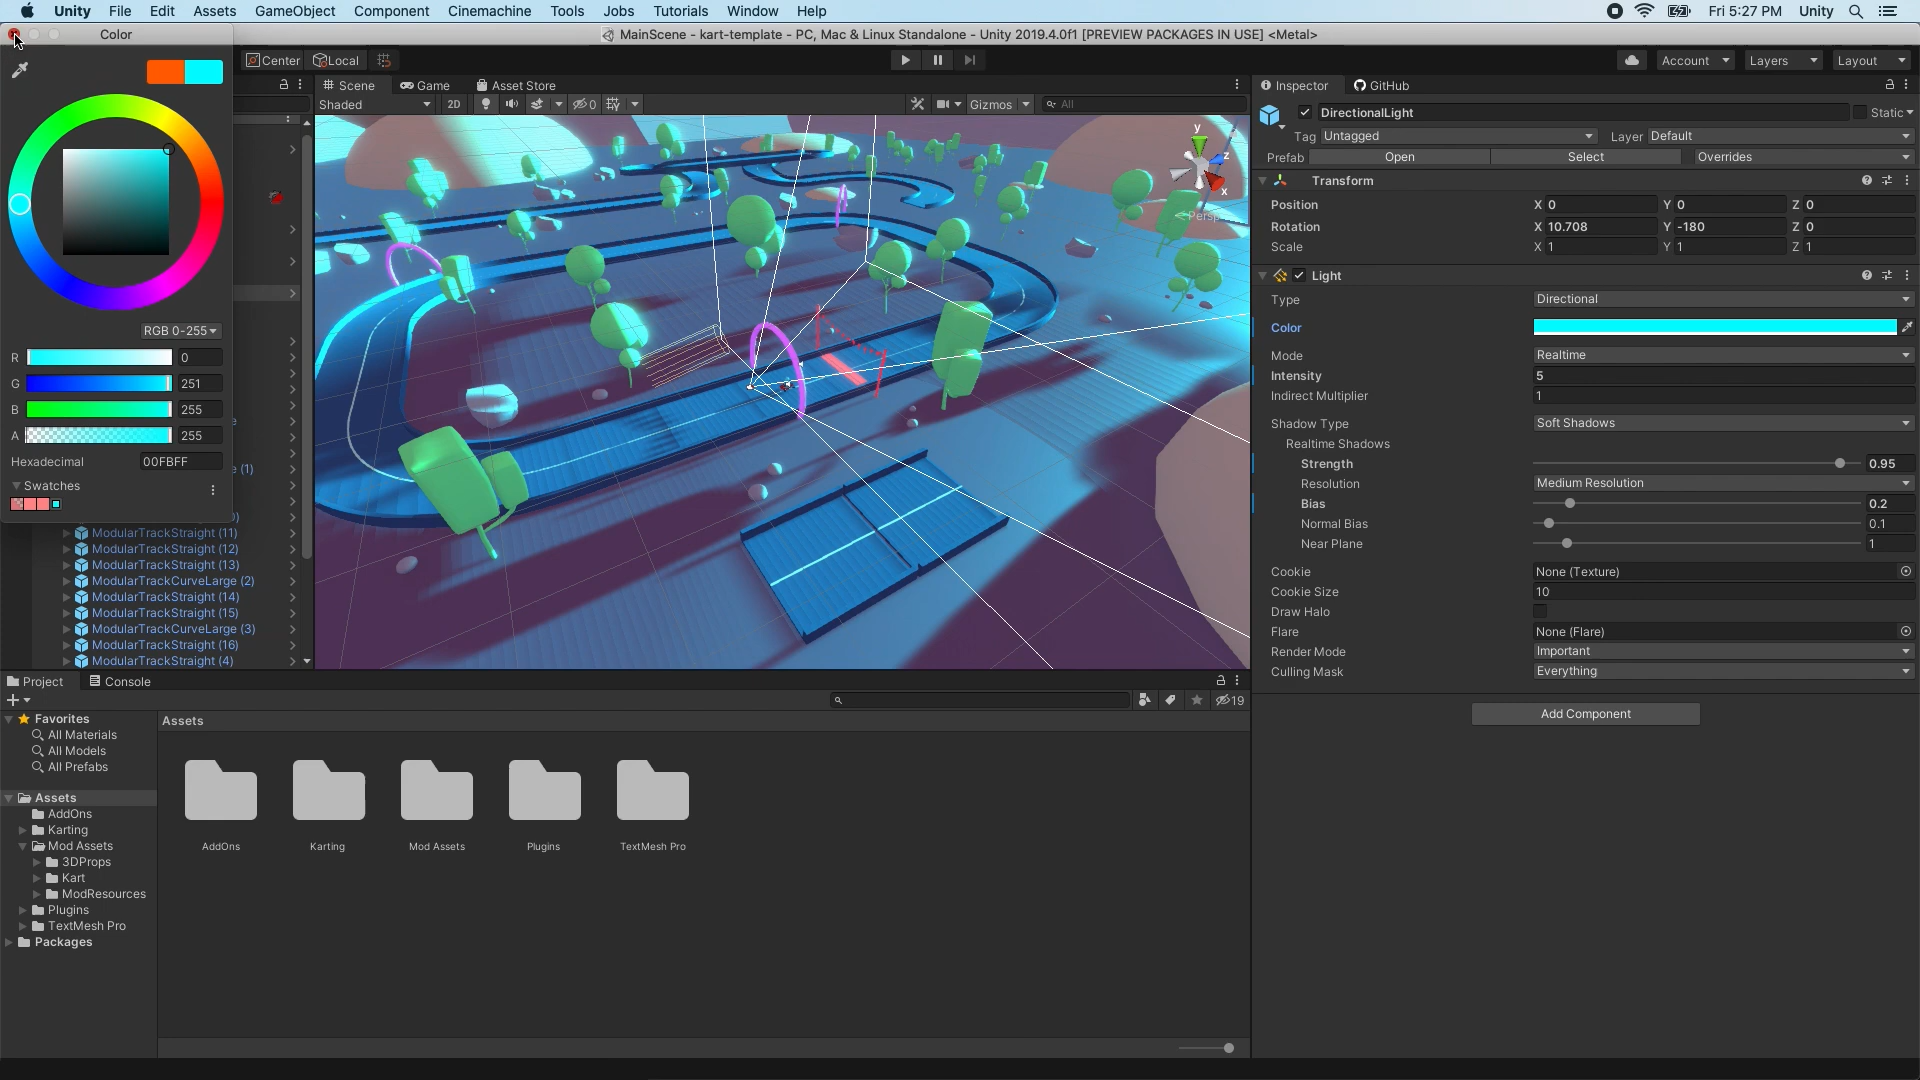 Unity File Edit Assets GameObject Component Cinemachine Tools Jobs Tutorials Window Help Fri 5:27 PM Unity
Color
MainScene - kart-template - PC, Mac & Linux Standalone - Unity 2019.4.0f1 [PREVIEW PACKAGES IN USE] <Metal>
Center Local Account Layers Layout
Scene Game Asset Store
Shaded 2D 0 Gizmos All
y
z
x
Persp
RGB 0-255
R 0
G 251
B 255
A 255
Hexadecimal 00FBFF
Swatches
e
e (1)
ModularTrackStraight (11)
ModularTrackStraight (12)
ModularTrackStraight (13)
ModularTrackCurveLarge (2)
ModularTrackStraight (14)
ModularTrackStraight (15)
ModularTrackCurveLarge (3)
ModularTrackStraight (16)
ModularTrackStraight (4)
Inspector GitHub
DirectionalLight Static
Tag Untagged Layer Default
Prefab Open Select Overrides
Transform
Position X 0 Y 0 Z 0
Rotation X 10.708 Y -180 Z 0
Scale X 1 Y 1 Z 1
Light
Type Directional
Color
Mode Realtime
Intensity 5
Indirect Multiplier 1
Shadow Type Soft Shadows
Realtime Shadows
Strength 0.95
Resolution Medium Resolution
Bias 0.2
Normal Bias 0.1
Near Plane 1
Cookie None (Texture)
Cookie Size 10
Draw Halo
Flare None (Flare)
Render Mode Important
Culling Mask Everything
Add Component
Project Console
19
Favorites
All Materials
All Models
All Prefabs
Assets
AddOns
Karting
Mod Assets
3DProps
Kart
ModResources
Plugins
TextMesh Pro
Packages
Assets
AddOns Karting Mod Assets Plugins TextMesh Pro